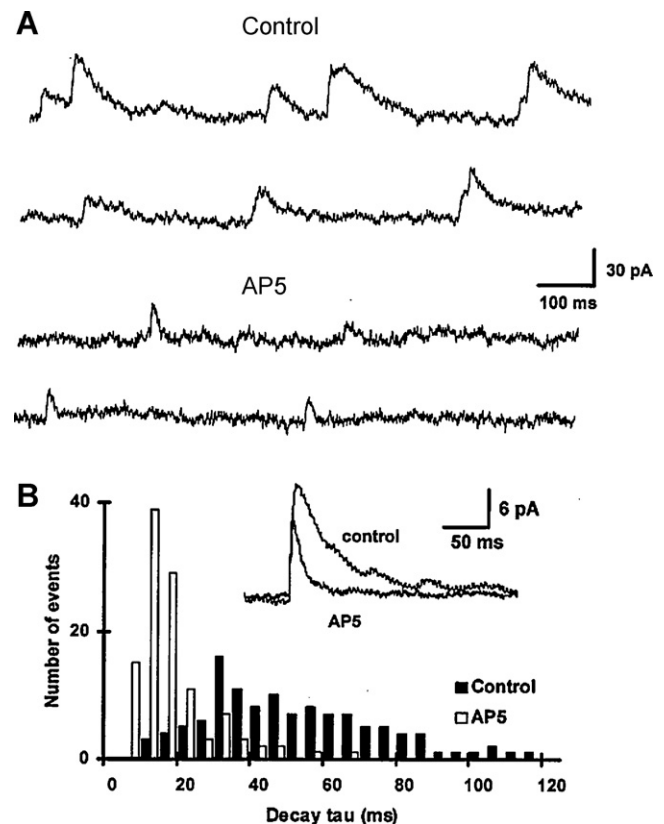 A
Control
30 pA
100 ms
AP5
B
40
20
0
Number of events
6 pA
50 ms
control
AP5
Control
AP5
0 20 40 60 80 100 120
Decay tau (ms)